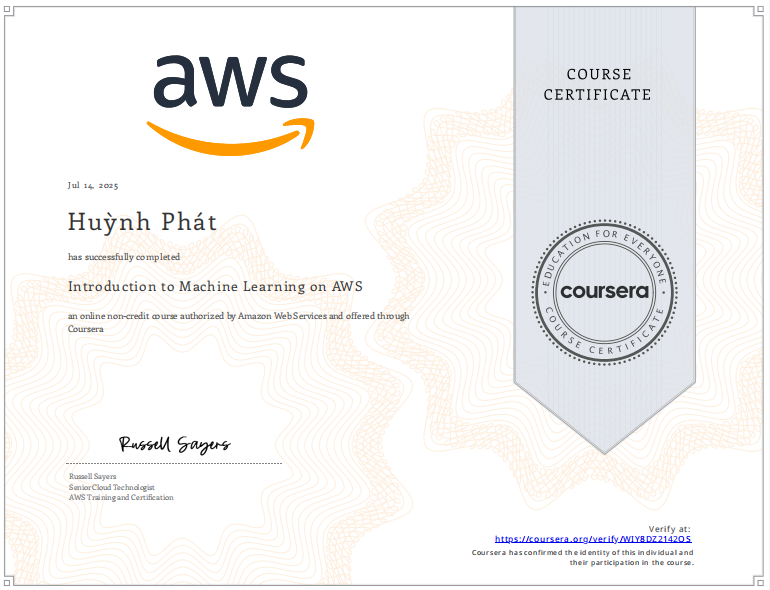 aws
COURSE
CERTIFICATE
Jul 14, 2025
Huỳnh Phát
has successfully completed
Introduction to Machine Learning on AWS
an online non-credit course authorized by Amazon Web Services and offered through
Coursera
EDUCATION FOR EVERYONE
coursera
COURSE CERTIFICATE
Russell Sayers
Russell Sayers
Senior Cloud Technologist
AWS Training and Certification
Verify at:
https://coursera.org/verify/WIY8DZ2142OS
Coursera has confirmed the identity of this individual and
their participation in the course.